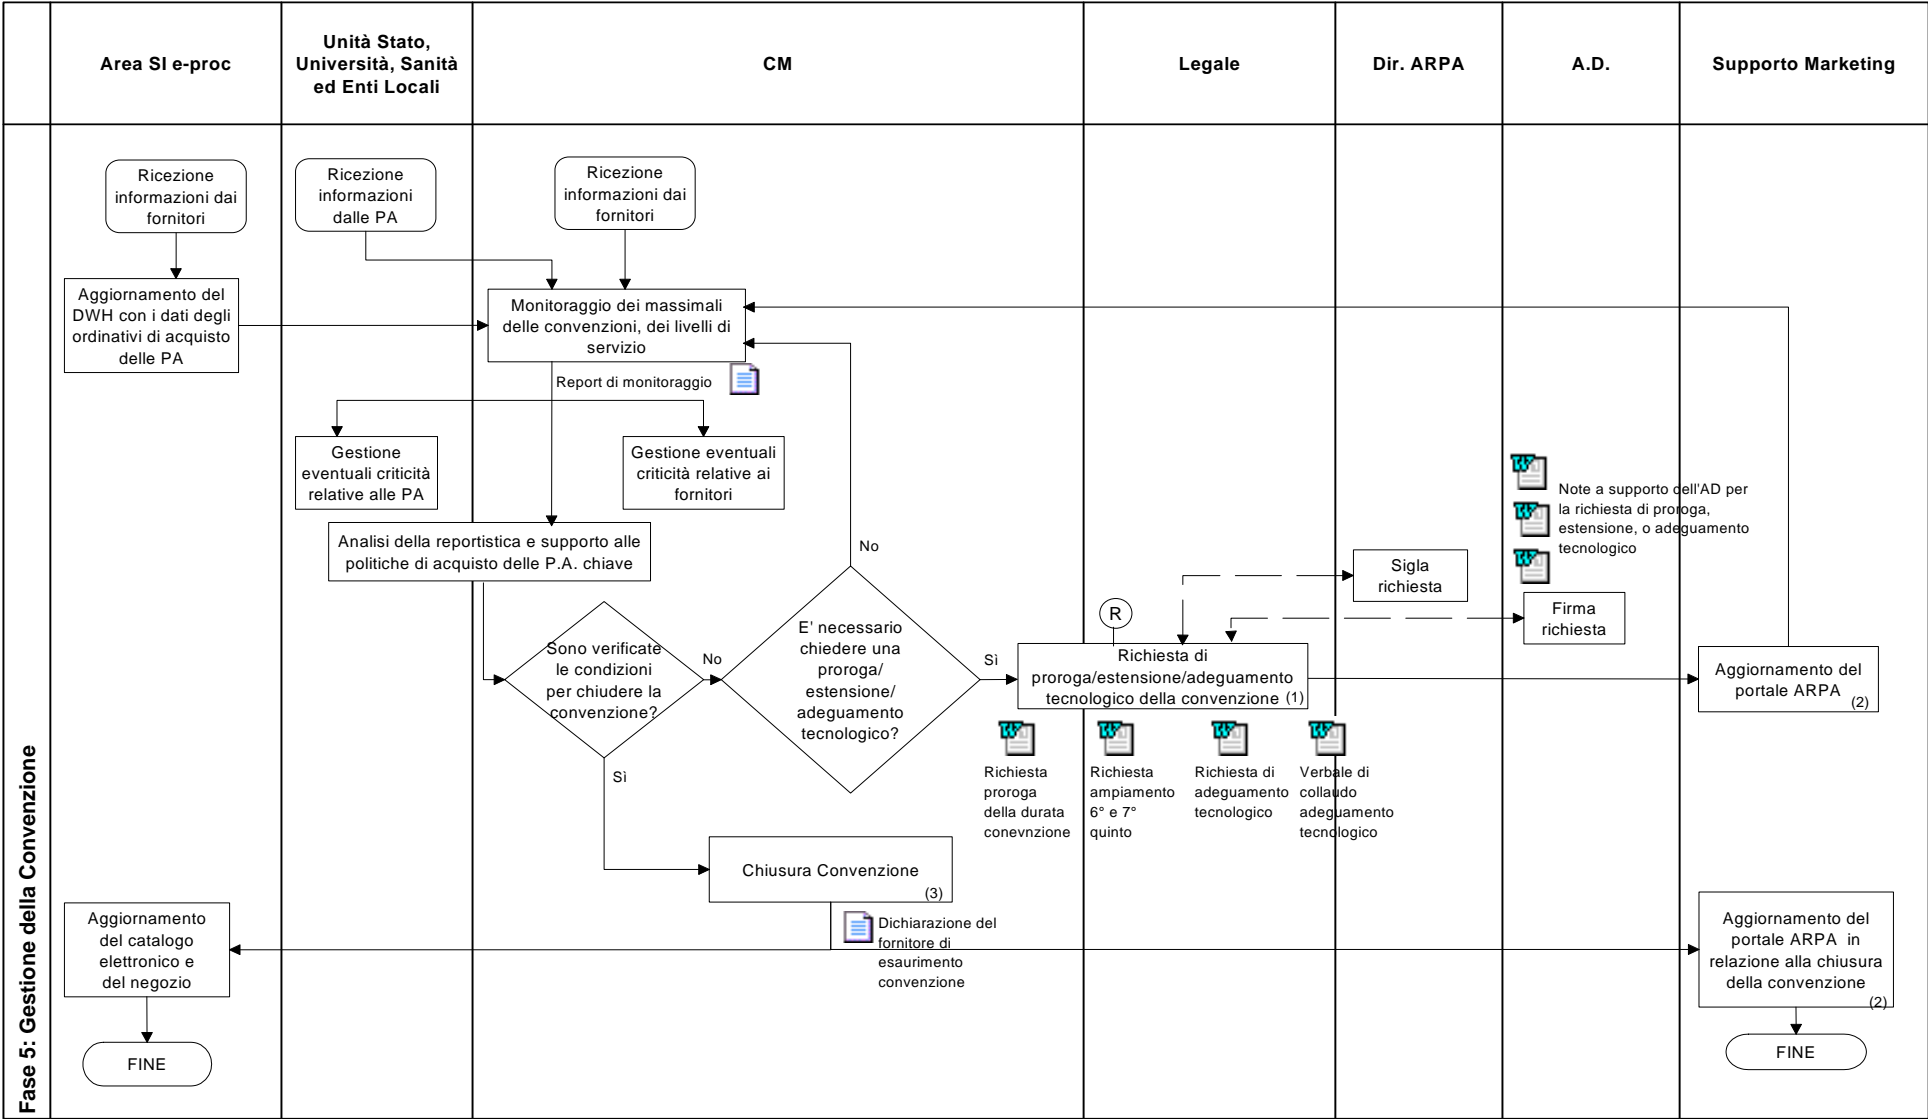 Area SI e-proc
Unità Stato,
Università, Sanità
ed Enti Locali
CM
Legale
Dir. ARPA
A.D.
Supporto Marketing
Fase 5: Gestione della Convenzione
Ricezione
informazioni dai
fornitori
Ricezione
informazioni
dalle PA
Ricezione
informazioni dai
fornitori
Aggiornamento del
DWH con i dati degli
ordinativi di acquisto
delle PA
Monitoraggio dei massimali
delle convenzioni, dei livelli di
servizio
Report di monitoraggio
Gestione
eventuali criticità
relative alle PA
Gestione eventuali
criticità relative ai
fornitori
Analisi della reportistica e supporto alle
politiche di acquisto delle P.A. chiave
Note a supporto dell'AD per
la richiesta di proroga,
estensione, o adeguamento
tecnologico
Sigla
richiesta
Firma
richiesta
Sono verificate
le condizioni
per chiudere la
convenzione?
No
Sì
E' necessario
chiedere una
proroga/
estensione/
adeguamento
tecnologico?
No
Sì
R
Richiesta di
proroga/estensione/adeguamento
tecnologico della convenzione (1)
Aggiornamento del
portale ARPA
(2)
Richiesta
proroga
della durata
conevnzione
Richiesta
ampiamento
6° e 7°
quinto
Richiesta di
adeguamento
tecnologico
Verbale di
collaudo
adeguamento
tecnologico
Chiusura Convenzione
(3)
Dichiarazione del
fornitore di
esaurimento
convenzione
Aggiornamento
del catalogo
elettronico e
del negozio
Aggiornamento del
portale ARPA in
relazione alla chiusura
della convenzione
(2)
FINE
FINE